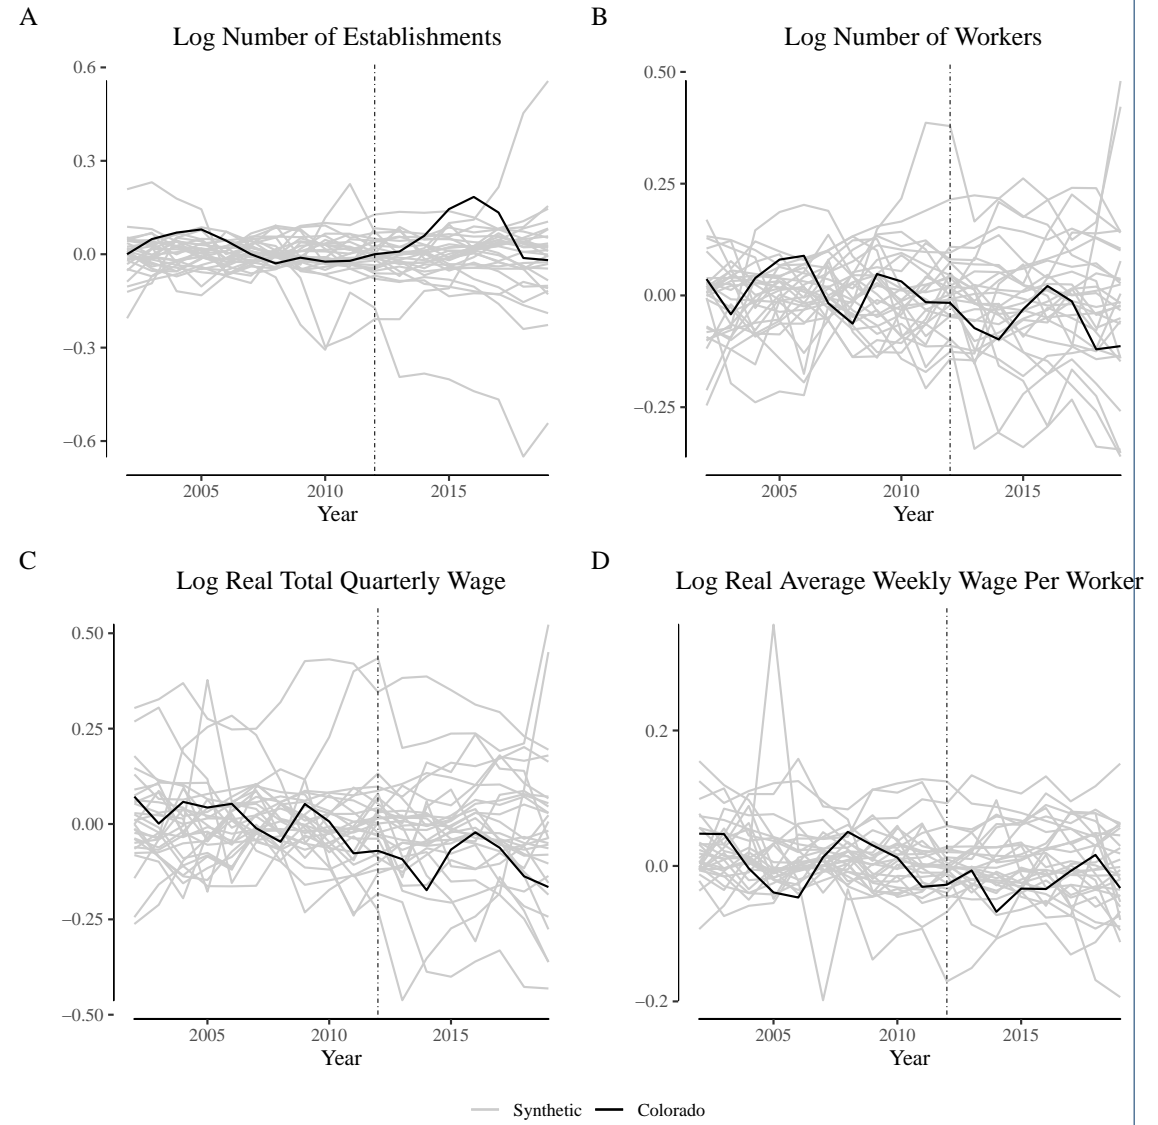 A
Log Number of Establishments
0.6
0.3
0.0
−0.3
−0.6
2005 2010 2015
Year
B
Log Number of Workers
0.50
0.25
0.00
−0.25
2005 2010 2015
Year
C
Log Real Total Quarterly Wage
0.50
0.25
0.00
−0.25
−0.50
2005 2010 2015
Year
D
Log Real Average Weekly Wage Per Worker
0.2
0.0
−0.2
2005 2010 2015
Year
Synthetic Colorado